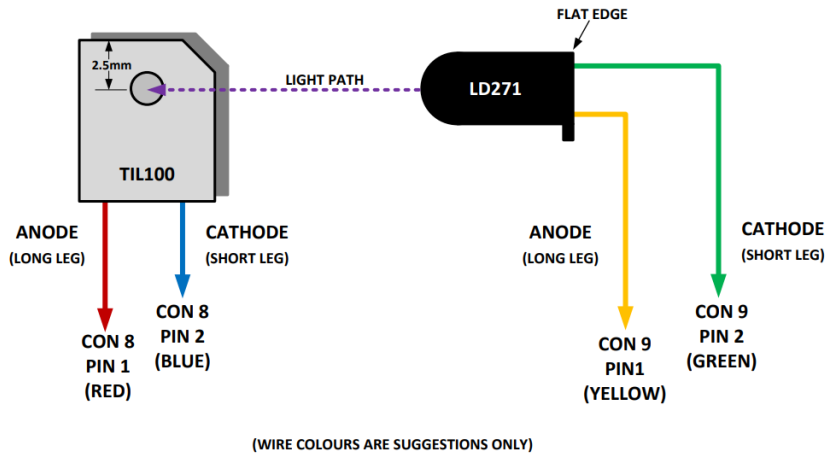 FLAT EDGE
2.5mm
LIGHT PATH
LD271
TIL100
ANODE
(LONG LEG)
CATHODE
(SHORT LEG)
ANODE
(LONG LEG)
CATHODE
(SHORT LEG)
CON 8
PIN 1
(RED)
CON 8
PIN 2
(BLUE)
CON 9
PIN1
(YELLOW)
CON 9
PIN 2
(GREEN)
(WIRE COLOURS ARE SUGGESTIONS ONLY)